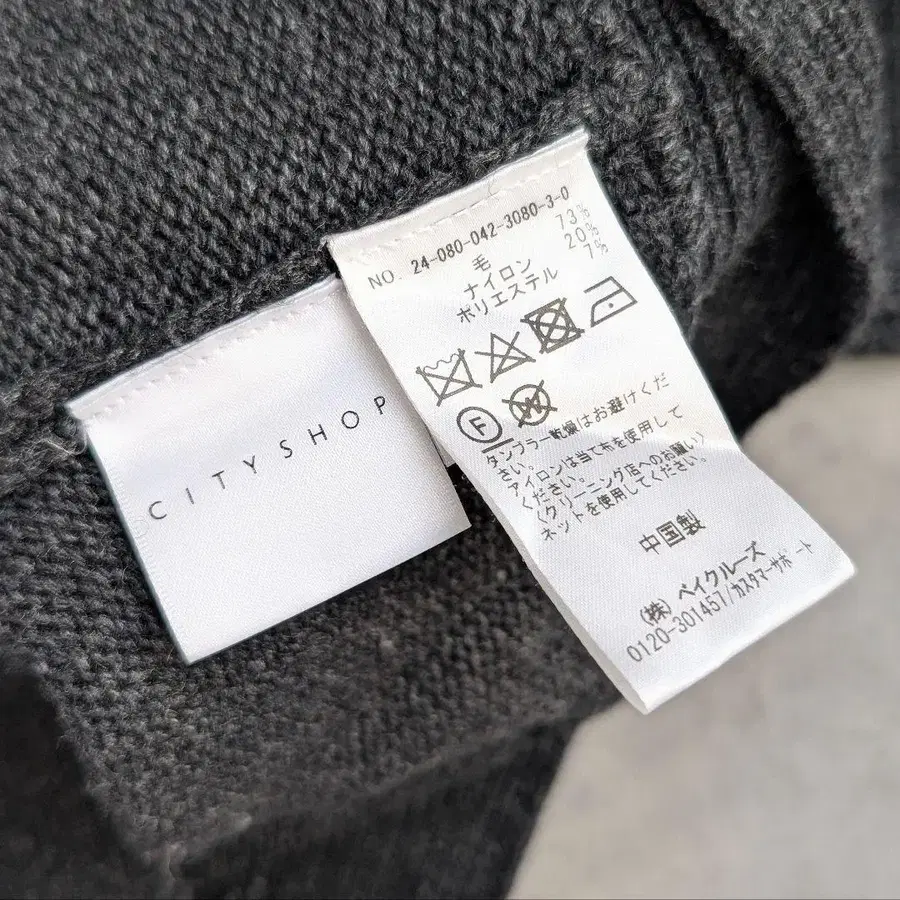 CITY SHOP
NO. 24-080-042-3080-3-0
毛 73%
ナイロン 20%
ポリエステル 7%
F
W
タンブラー乾燥はお避けくだ
さい。
アイロンは当て布を使用して
ください。
〈クリーニング店へのお願い〉
ネットを使用してください。
中国製
(株) ベイクルーズ
0120-301457/カスタマーサポート